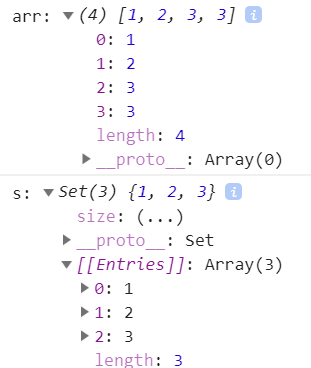 arr: ▼(4) [1, 2, 3, 3] i
0: 1
1: 2
2: 3
3: 3
length: 4
▶__proto__: Array(0)
s: ▼Set(3) {1, 2, 3} i
size: (...)
▶__proto__: Set
▼[[Entries]]: Array(3)
▶0: 1
▶1: 2
▶2: 3
length: 3